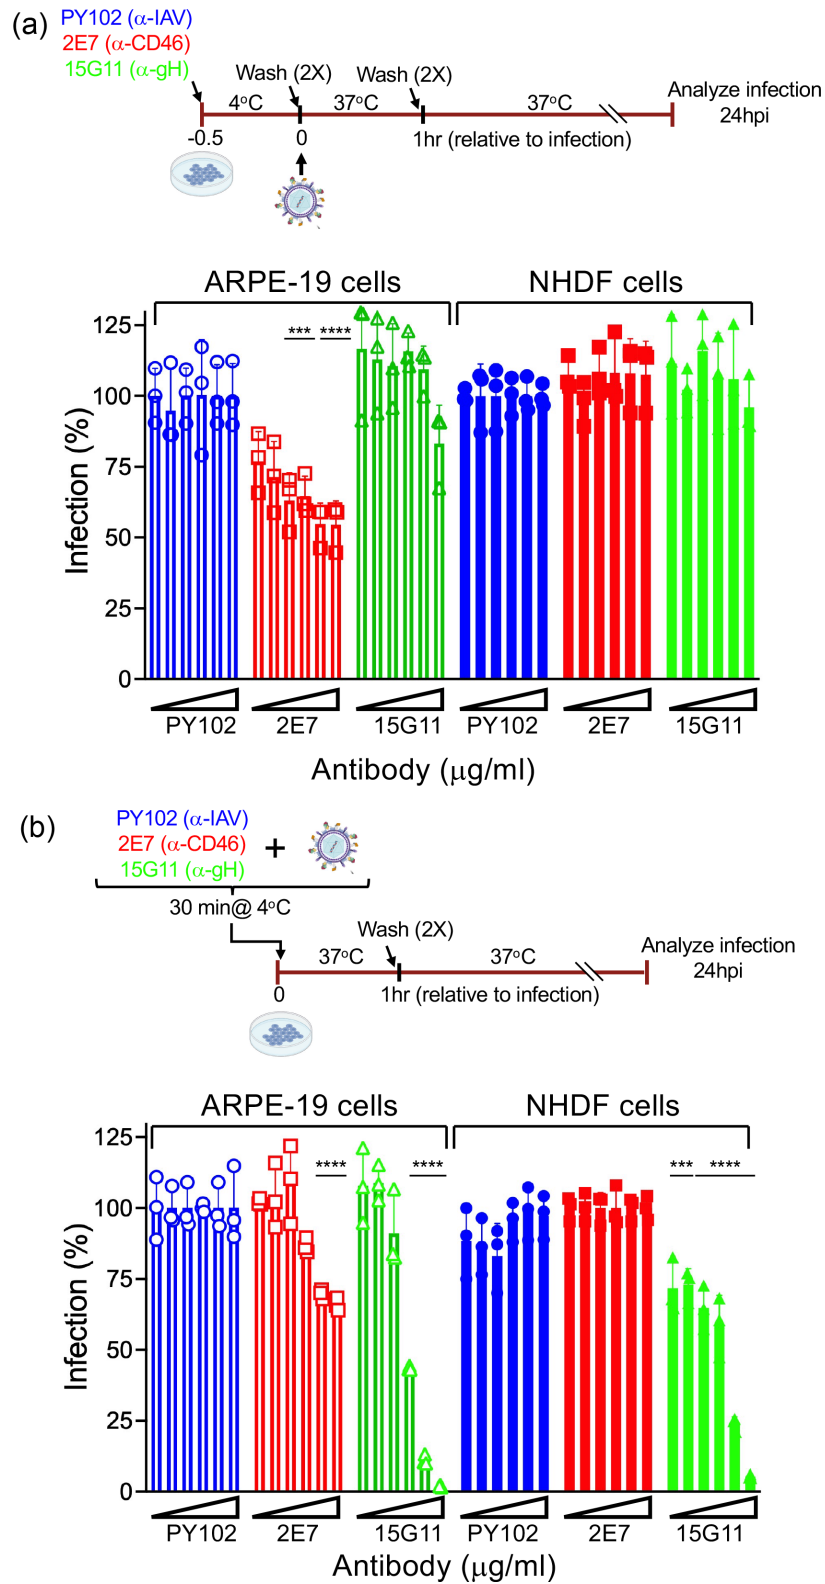 (a)
PY102 (α-IAV)
2E7 (α-CD46)
15G11 (α-gH)
Wash (2X)
Wash (2X)
4°C
37°C
37°C
Analyze infection
24hpi
-0.5
0
1hr (relative to infection)
ARPE-19 cells
NHDF cells
*** ****
Infection (%)
125
100
75
50
25
0
PY102
2E7
15G11
PY102
2E7
15G11
Antibody (μg/ml)
(b)
PY102 (α-IAV)
2E7 (α-CD46)
15G11 (α-gH)
+
30 min@ 4°C
Wash (2X)
37°C
37°C
Analyze infection
24hpi
0
1hr (relative to infection)
ARPE-19 cells
NHDF cells
**** **** *** ****
Infection (%)
125
100
75
50
25
0
PY102
2E7
15G11
PY102
2E7
15G11
Antibody (μg/ml)